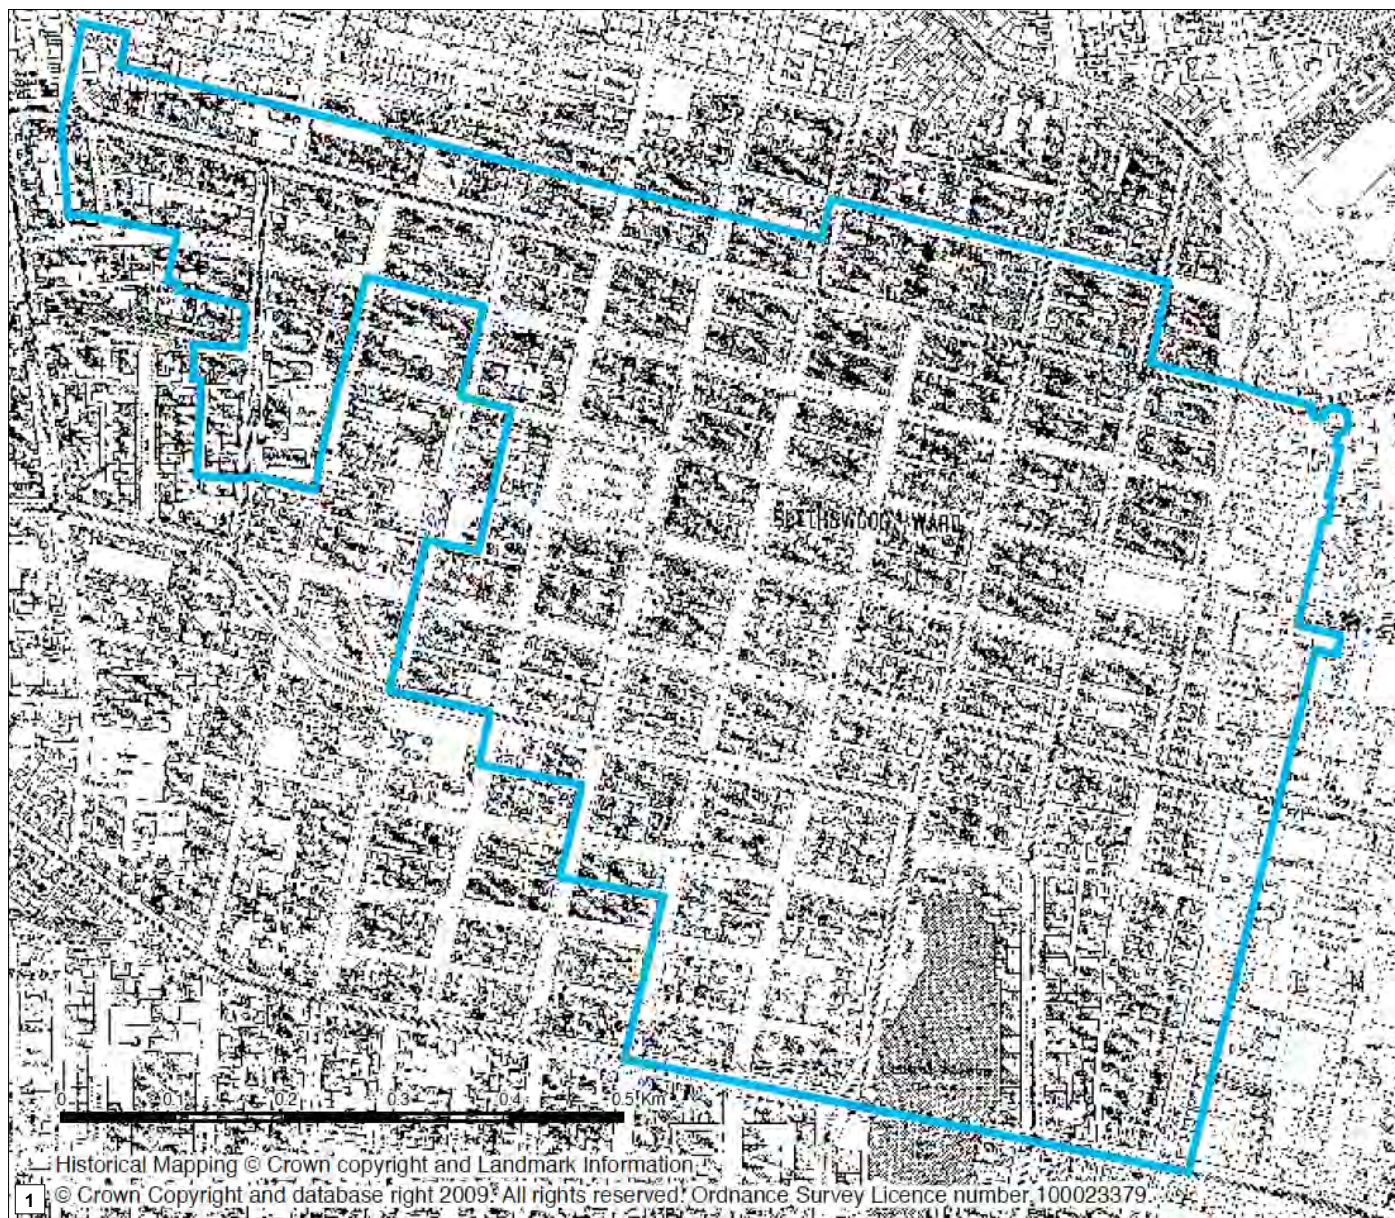 WARD
0 0.1 0.2 0.3 0.4 0.5 Km
Historical Mapping © Crown copyright and Landmark Information
1 © Crown Copyright and database right 2009. All rights reserved. Ordnance Survey Licence number 100023379.